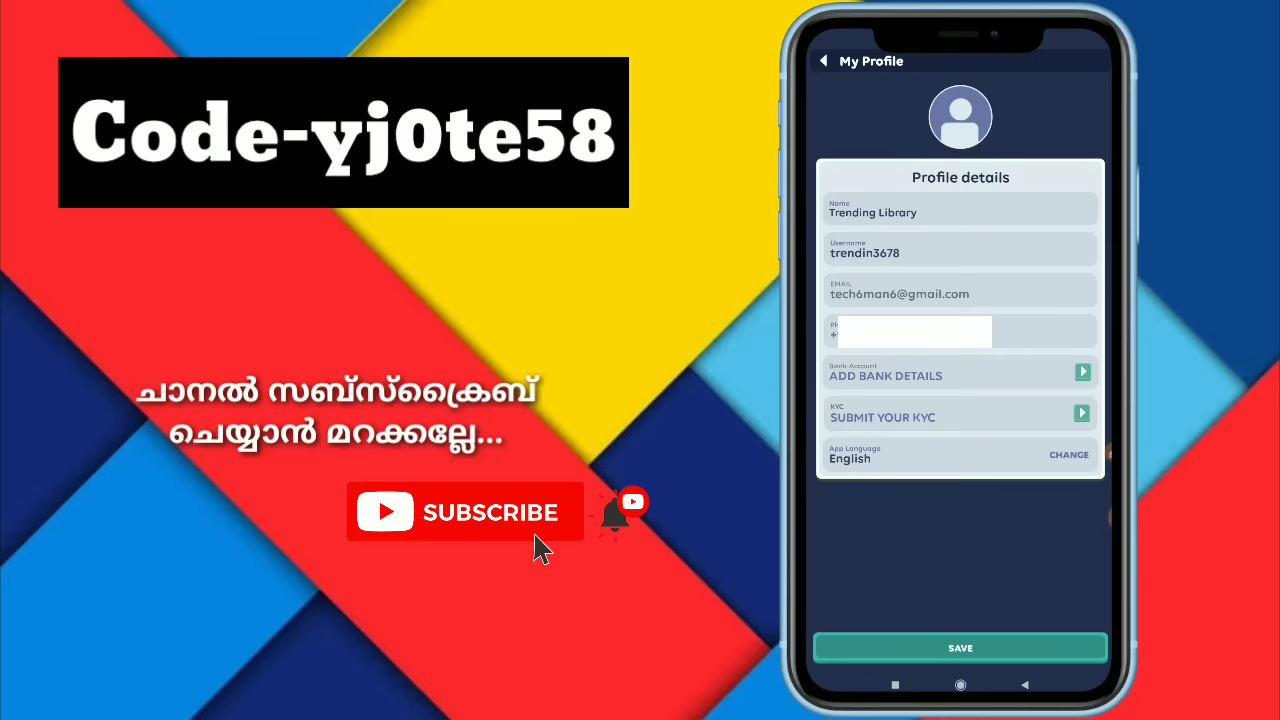 Code-yj0te58
ചാനൽ സബ്സ്ക്രൈബ്
ചെയ്യാൻ മറക്കല്ലേ...
SUBSCRIBE
My Profile
Profile details
Name
Trending Library
Username
trendin3678
EMAIL
tech6man6@gmail.com
+
Bank Account
ADD BANK DETAILS
KYC
SUBMIT YOUR KYC
App Language
English
CHANGE
SAVE